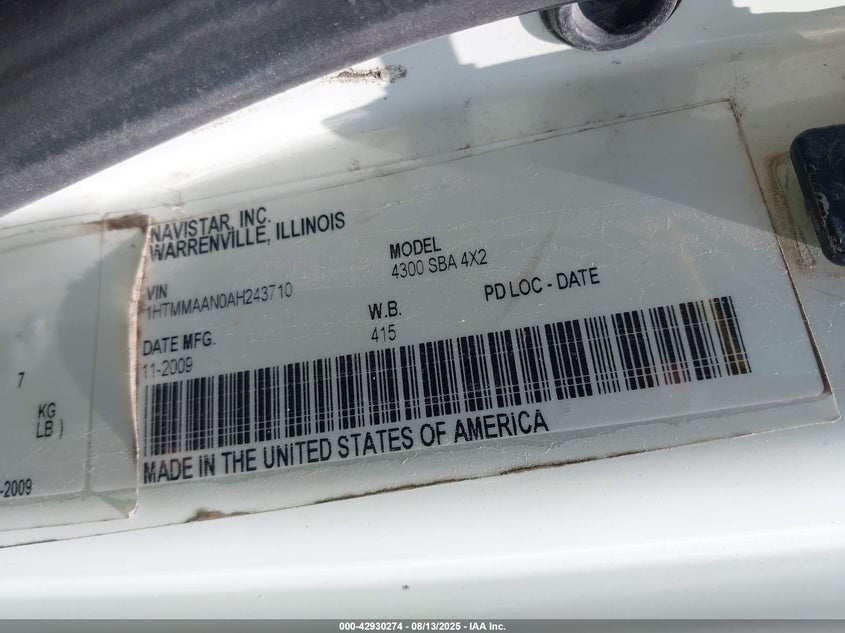 NAVISTAR, INC.
WARRENVILLE, ILLINOIS
VIN
1HTMMAAN0AH243710
MODEL
4300 SBA 4X2
DATE MFG.
11-2009
W.B.
415
PD LOC - DATE
MADE IN THE UNITED STATES OF AMERICA
7
KG
LB )
-2009
000-42930274 - 08/13/2025 - IAA Inc.